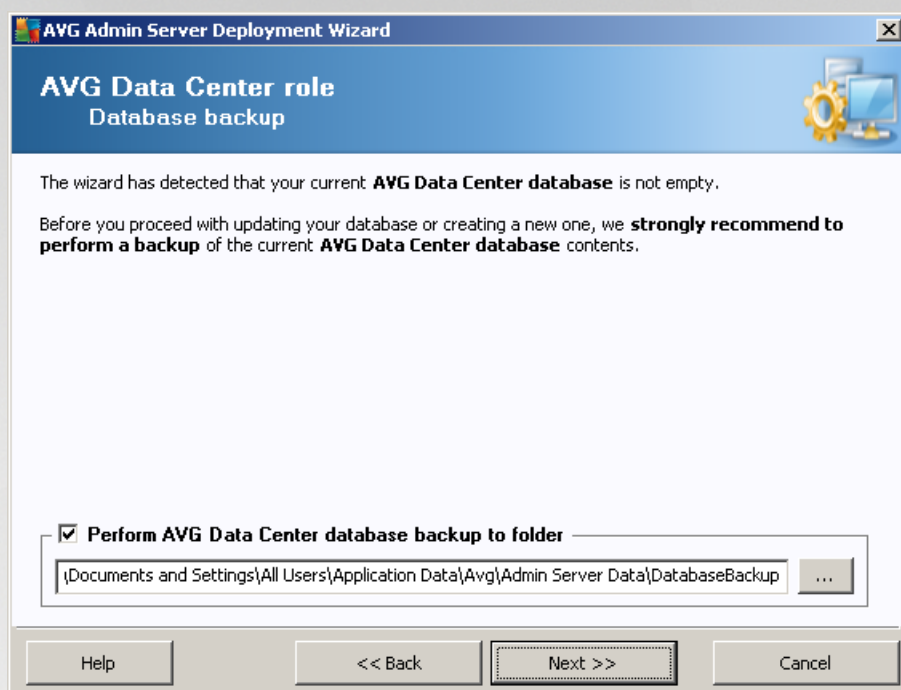 AVG Admin Server Deployment Wizard
AVG Data Center role
Database backup
The wizard has detected that your current AVG Data Center database is not empty.
Before you proceed with updating your database or creating a new one, we strongly recommend to
perform a backup of the current AVG Data Center database contents.
Perform AVG Data Center database backup to folder
\Documents and Settings\All Users\Application Data\Avg\Admin Server Data\DatabaseBackup
...
Help
<< Back
Next >>
Cancel